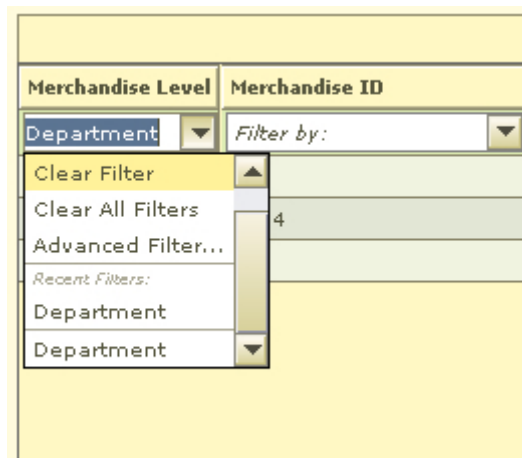 Merchandise Level Merchandise ID
Department Filter by:
Clear Filter
Clear All Filters
4
Advanced Filter...
Recent Filters:
Department
Department